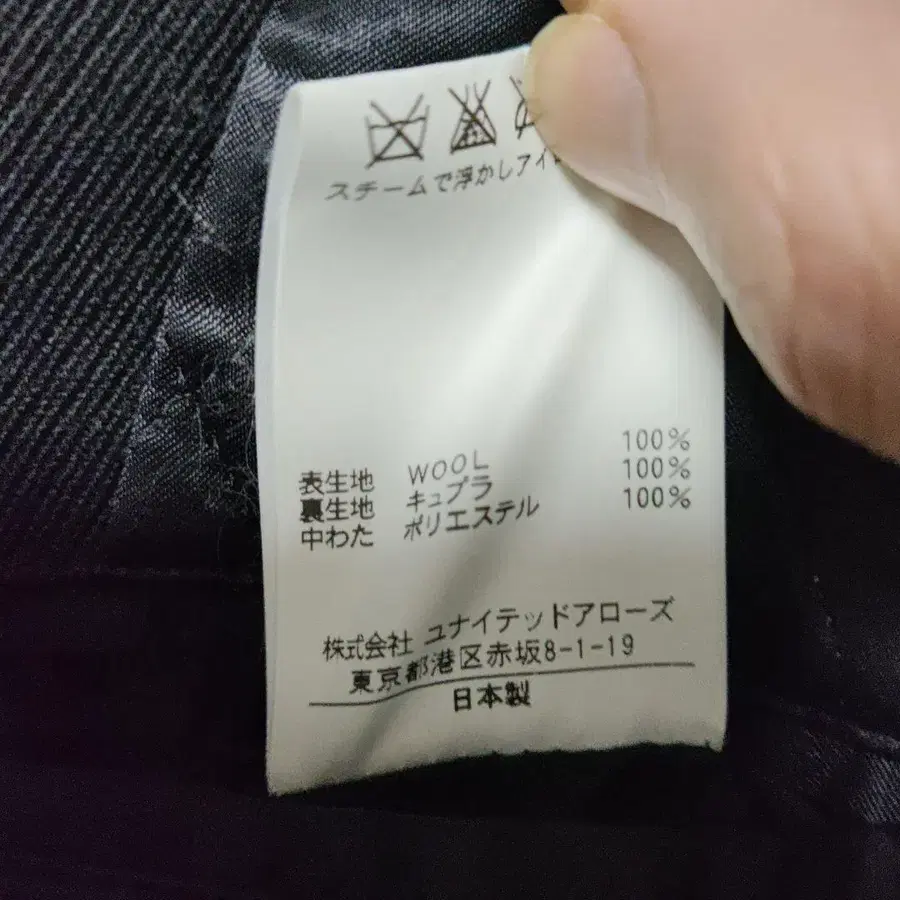 スチームで浮かしアイ
表生地 WOOL 100%
裏生地 キュプラ 100%
中わた ポリエステル 100%
株式会社 ユナイテッドアローズ
東京都港区赤坂8-1-19
日本製